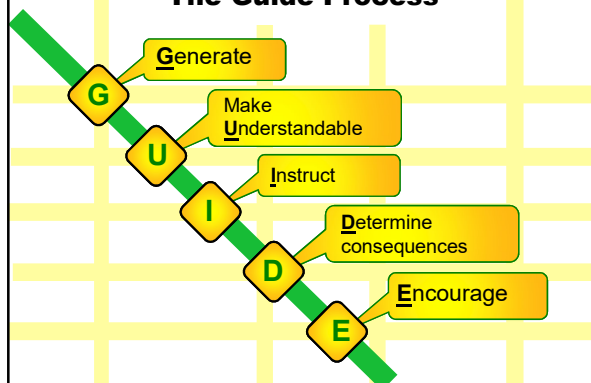 The Guide Process
Generate
G
Make
Understandable
U
Instruct
I
Determine
consequences
D
Encourage
E